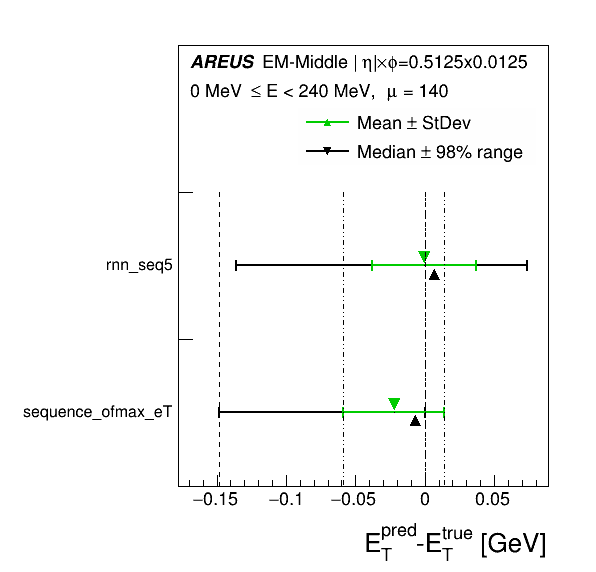 AREUS EM-Middle | η|×ϕ=0.5125x0.0125
0 MeV ≤ E < 240 MeV, μ = 140
Mean ± StDev
Median ± 98% range
rnn_seq5
sequence_ofmax_eT
−0.15 −0.1 −0.05 0 0.05
E_T^pred-E_T^true [GeV]